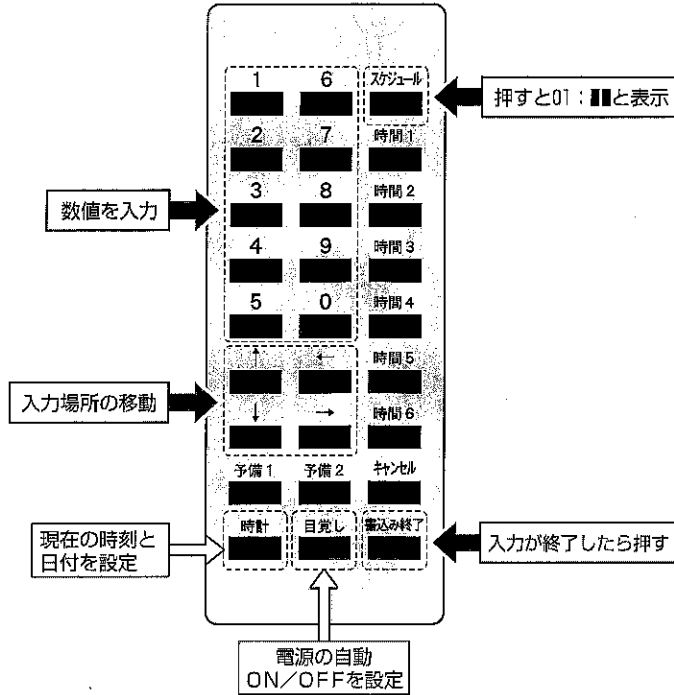 1 6 スケジュール
押すと01：▮▮と表示
2 7 時間1
3 8 時間2
数値を入力
4 9 時間3
5 0 時間4
↑ ← 時間5
入力場所の移動
↓ → 時間6
予備1 予備2 キャンセル
時計 目覚し 書込み終了
現在の時刻と
日付を設定
入力が終了したら押す
電源の自動
ON／OFFを設定